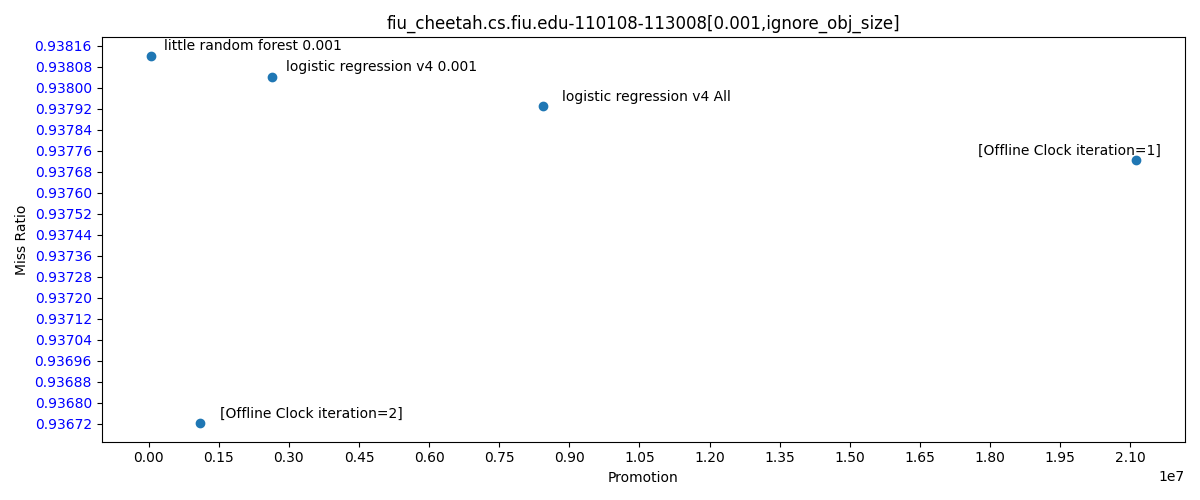 fiu_cheetah.cs.fiu.edu-110108-113008[0.001,ignore_obj_size]
0.93816
0.93808
0.93800
0.93792
0.93784
0.93776
0.93768
0.93760
0.93752
0.93744
0.93736
0.93728
0.93720
0.93712
0.93704
0.93696
0.93688
0.93680
0.93672
Miss Ratio
little random forest 0.001
logistic regression v4 0.001
logistic regression v4 All
[Offline Clock iteration=1]
[Offline Clock iteration=2]
0.00 0.15 0.30 0.45 0.60 0.75 0.90 1.05 1.20 1.35 1.50 1.65 1.80 1.95 2.10
1e7
Promotion